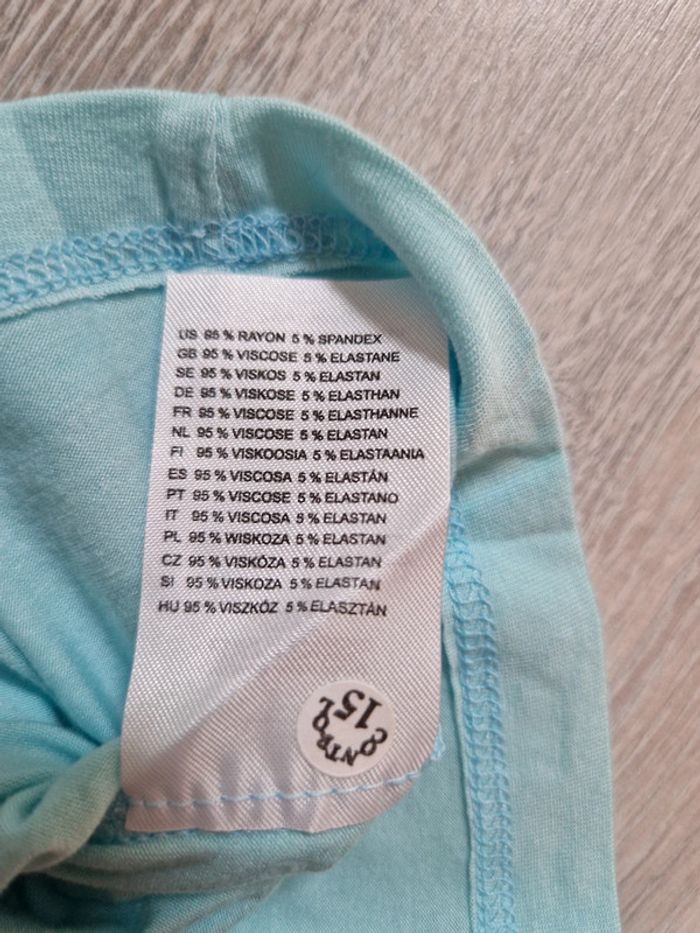 US 95 % RAYON 5 % SPANDEX
GB 95 % VISCOSE 5 % ELASTANE
SE 95 % VISKOS 5 % ELASTAN
DE 95 % VISKOSE 5 % ELASTHAN
FR 95 % VISCOSE 5 % ELASTHANNE
NL 95 % VISCOSE 5 % ELASTAN
FI 95 % VISKOOSIA 5 % ELASTAANIA
ES 95 % VISCOSA 5 % ELASTÁN
PT 95 % VISCOSE 5 % ELASTANO
IT 95 % VISCOSA 5 % ELASTAN
PL 95 % WISKOZA 5 % ELASTAN
CZ 95 % VISKÓZA 5 % ELASTAN
SI 95 % VISKOZA 5 % ELASTAN
HU 95 % VISZKÓZ 5 % ELASZTÁN
CONTROL
15